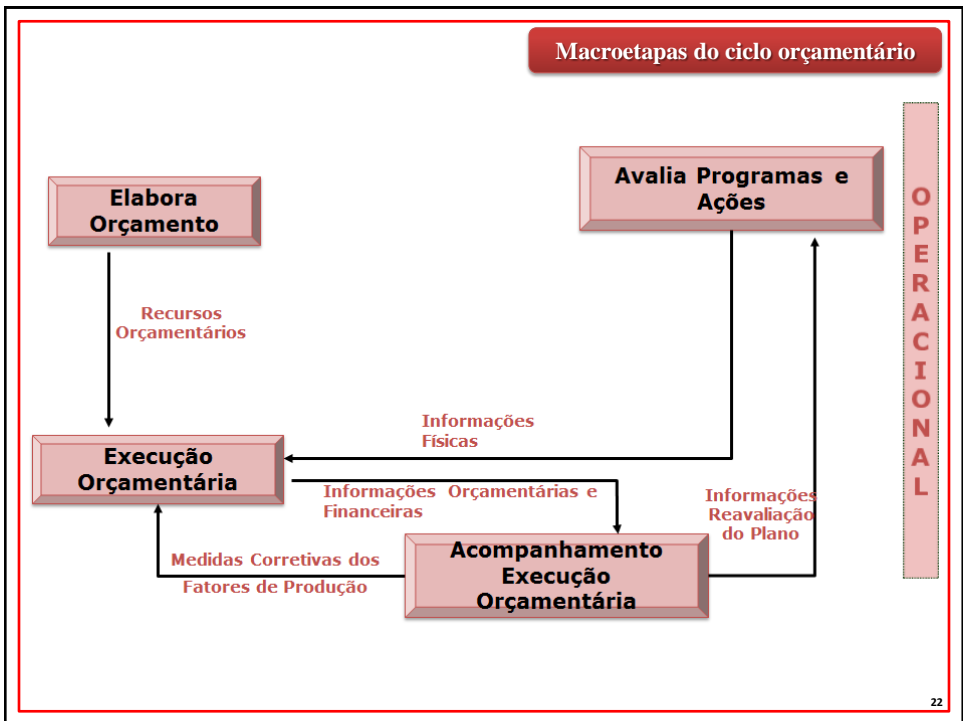 Macroetapas do ciclo orçamentário
Elabora
Orçamento
Avalia Programas e
Ações
OPERACIONAL
Recursos
Orçamentários
Informações
Físicas
Execução
Orçamentária
Informações Orçamentárias e
Financeiras
Informações
Reavaliação
do Plano
Medidas Corretivas dos
Fatores de Produção
Acompanhamento
Execução
Orçamentária
22